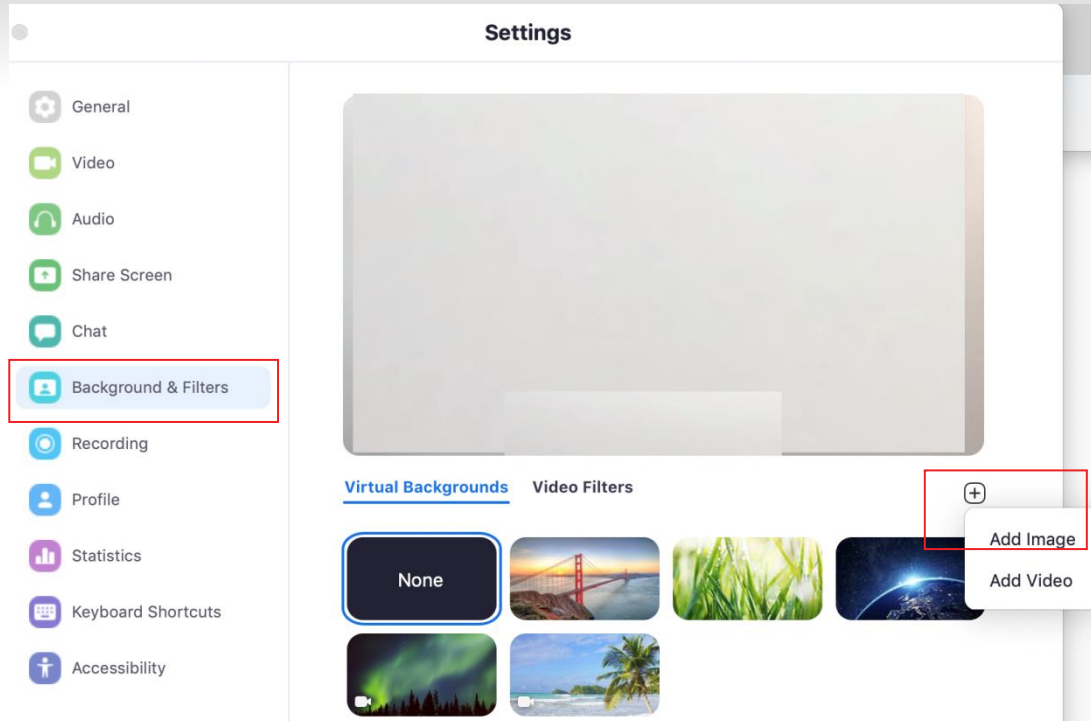 Settings
General
Video
Audio
Share Screen
Chat
Background & Filters
Recording
Profile
Statistics
Keyboard Shortcuts
Accessibility
Virtual Backgrounds
Video Filters
Add Image
Add Video
None